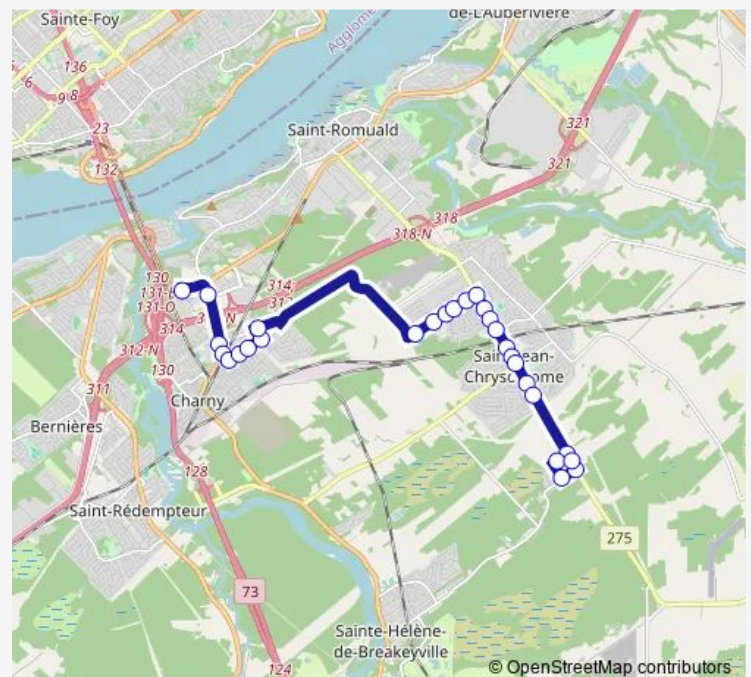 Sainte-Foy
de-L'Auberivière
Agglomé
136
6
6
9
8
23
132
Saint-Romuald
321
321
318
318-N
130
131-O
314
314
N
312-N
130
311
Charny
Saint-Jean-
Chrysostome
Bernières
128
Saint-Rédempteur
275
73
Sainte-Hélène-
de-Breakeyville
124
© OpenStreetMap contributors